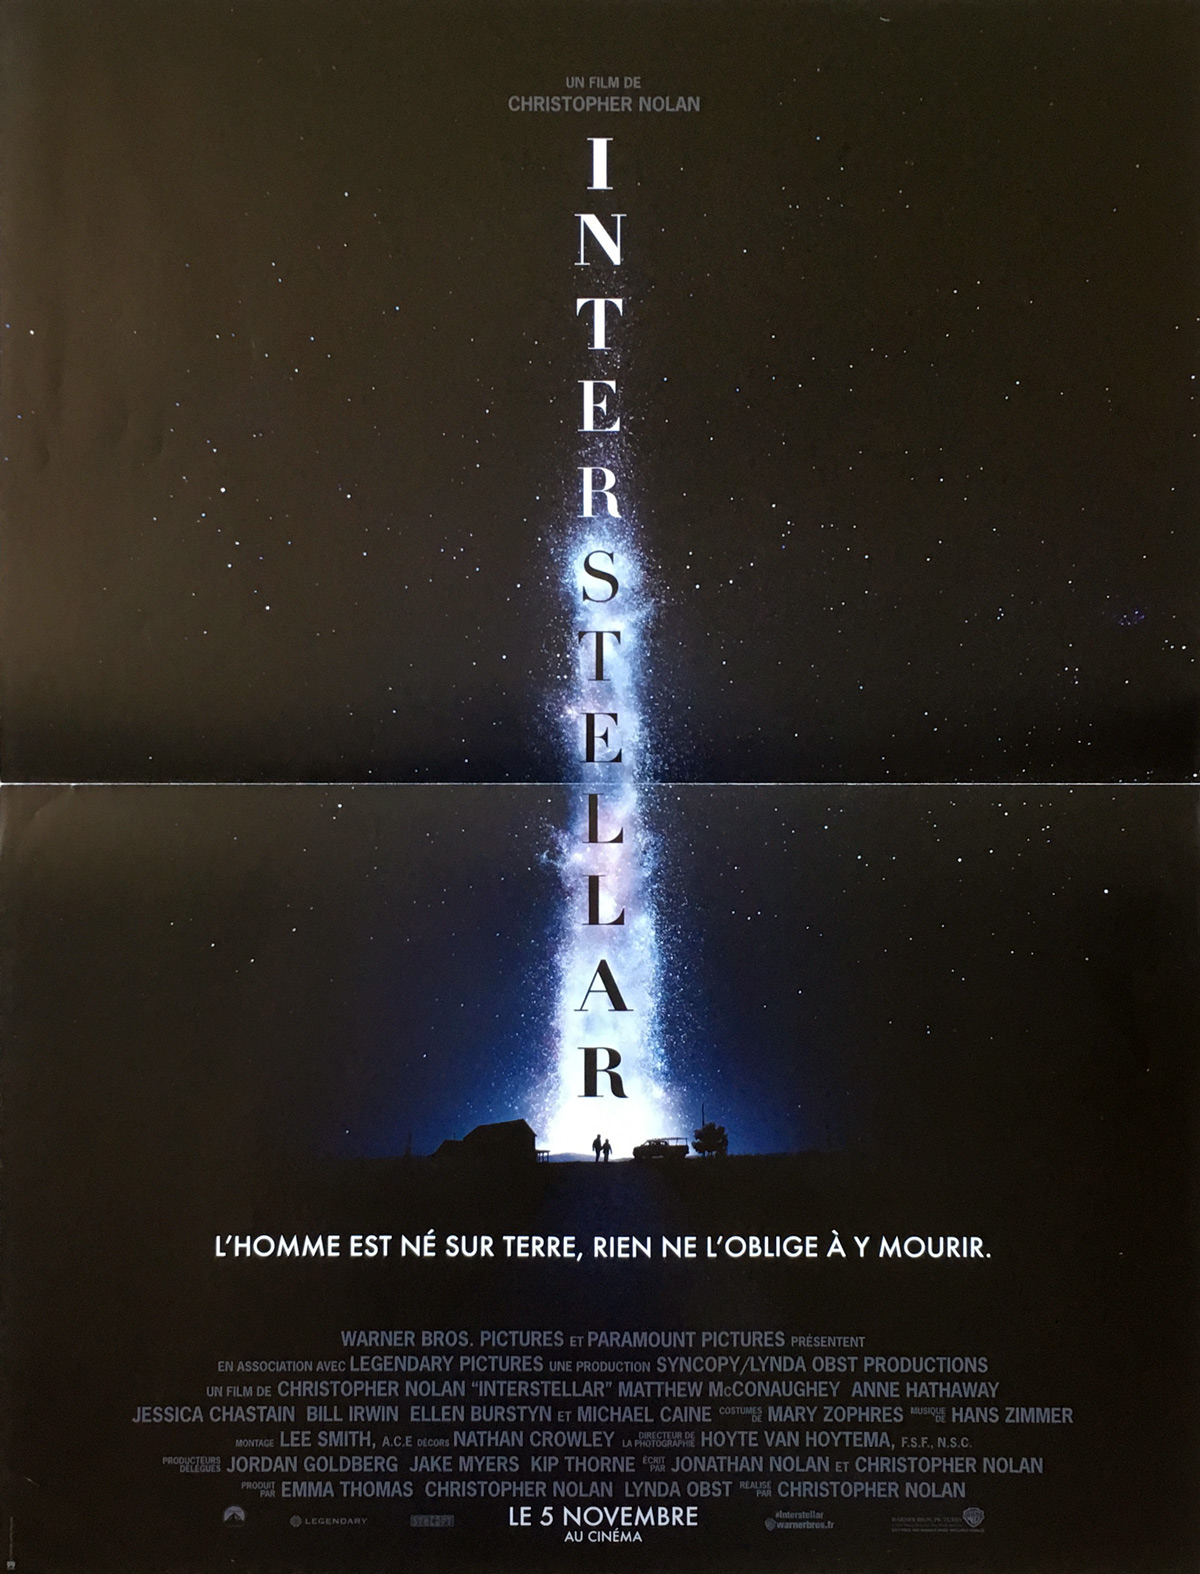 UN FILM DE
CHRISTOPHER NOLAN
INTERSTELLAR
L'HOMME EST NÉ SUR TERRE, RIEN NE L'OBLIGE À Y MOURIR.
WARNER BROS. PICTURES ET PARAMOUNT PICTURES PRÉSENTENT
EN ASSOCIATION AVEC LEGENDARY PICTURES UNE PRODUCTION SYNCOPY/LYNDA OBST PRODUCTIONS
UN FILM DE CHRISTOPHER NOLAN "INTERSTELLAR" MATTHEW McCONAUGHEY ANNE HATHAWAY
JESSICA CHASTAIN BILL IRWIN ELLEN BURSTYN ET MICHAEL CAINE COSTUMES DE MARY ZOPHRES MUSIQUE DE HANS ZIMMER
MONTAGE LEE SMITH, A.C.E DÉCORS NATHAN CROWLEY DIRECTEUR DE LA PHOTOGRAPHIE HOYTE VAN HOYTEMA, F.S.F., N.S.C.
PRODUCTEURS DÉLÉGUÉS JORDAN GOLDBERG JAKE MYERS KIP THORNE ÉCRIT PAR JONATHAN NOLAN ET CHRISTOPHER NOLAN
PRODUIT PAR EMMA THOMAS CHRISTOPHER NOLAN LYNDA OBST RÉALISÉ PAR CHRISTOPHER NOLAN
LEGENDARY SYNCOPY LE 5 NOVEMBRE #Interstellar
AU CINÉMA warnerbros.fr